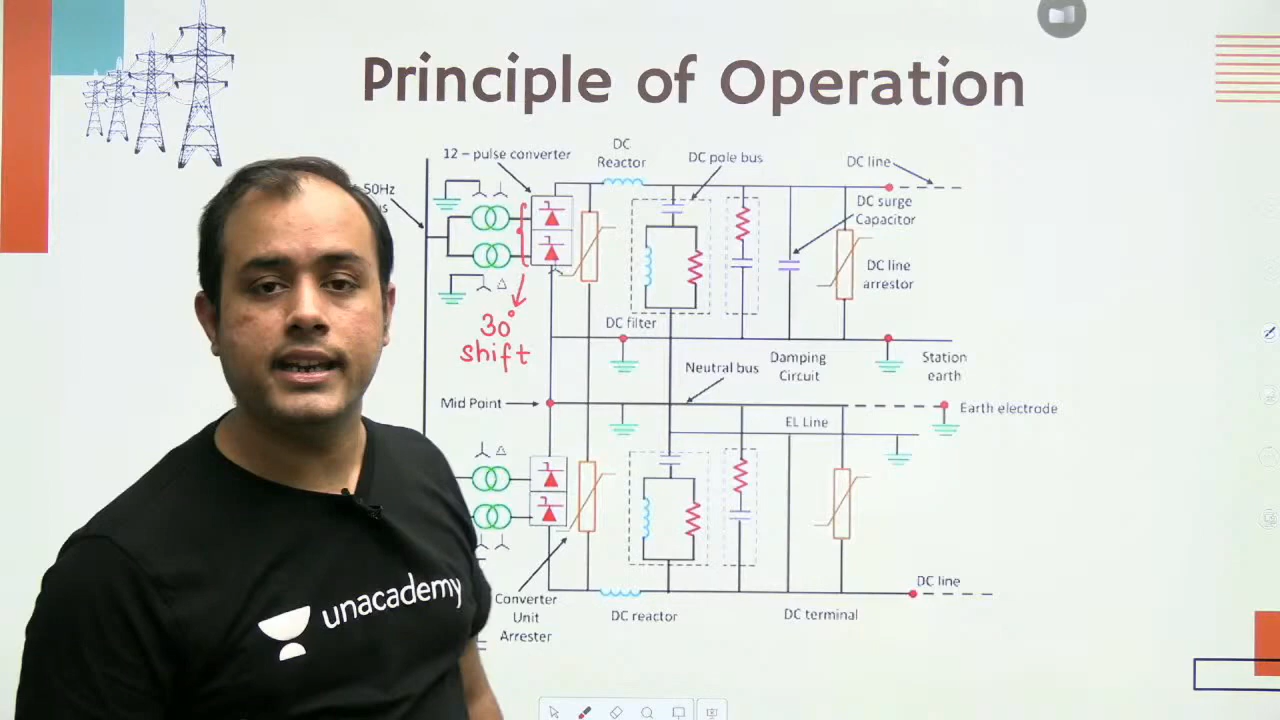 Principle of Operation
12 – pulse converter
DC
Reactor
DC pole bus
DC line
50Hz
DC surge
Capacitor
DC line
arrestor
30°
shift
DC filter
Damping
Circuit
Station
earth
Neutral bus
Mid Point
Earth electrode
EL Line
unacademy
Converter
Unit
Arrester
DC reactor
DC terminal
DC line